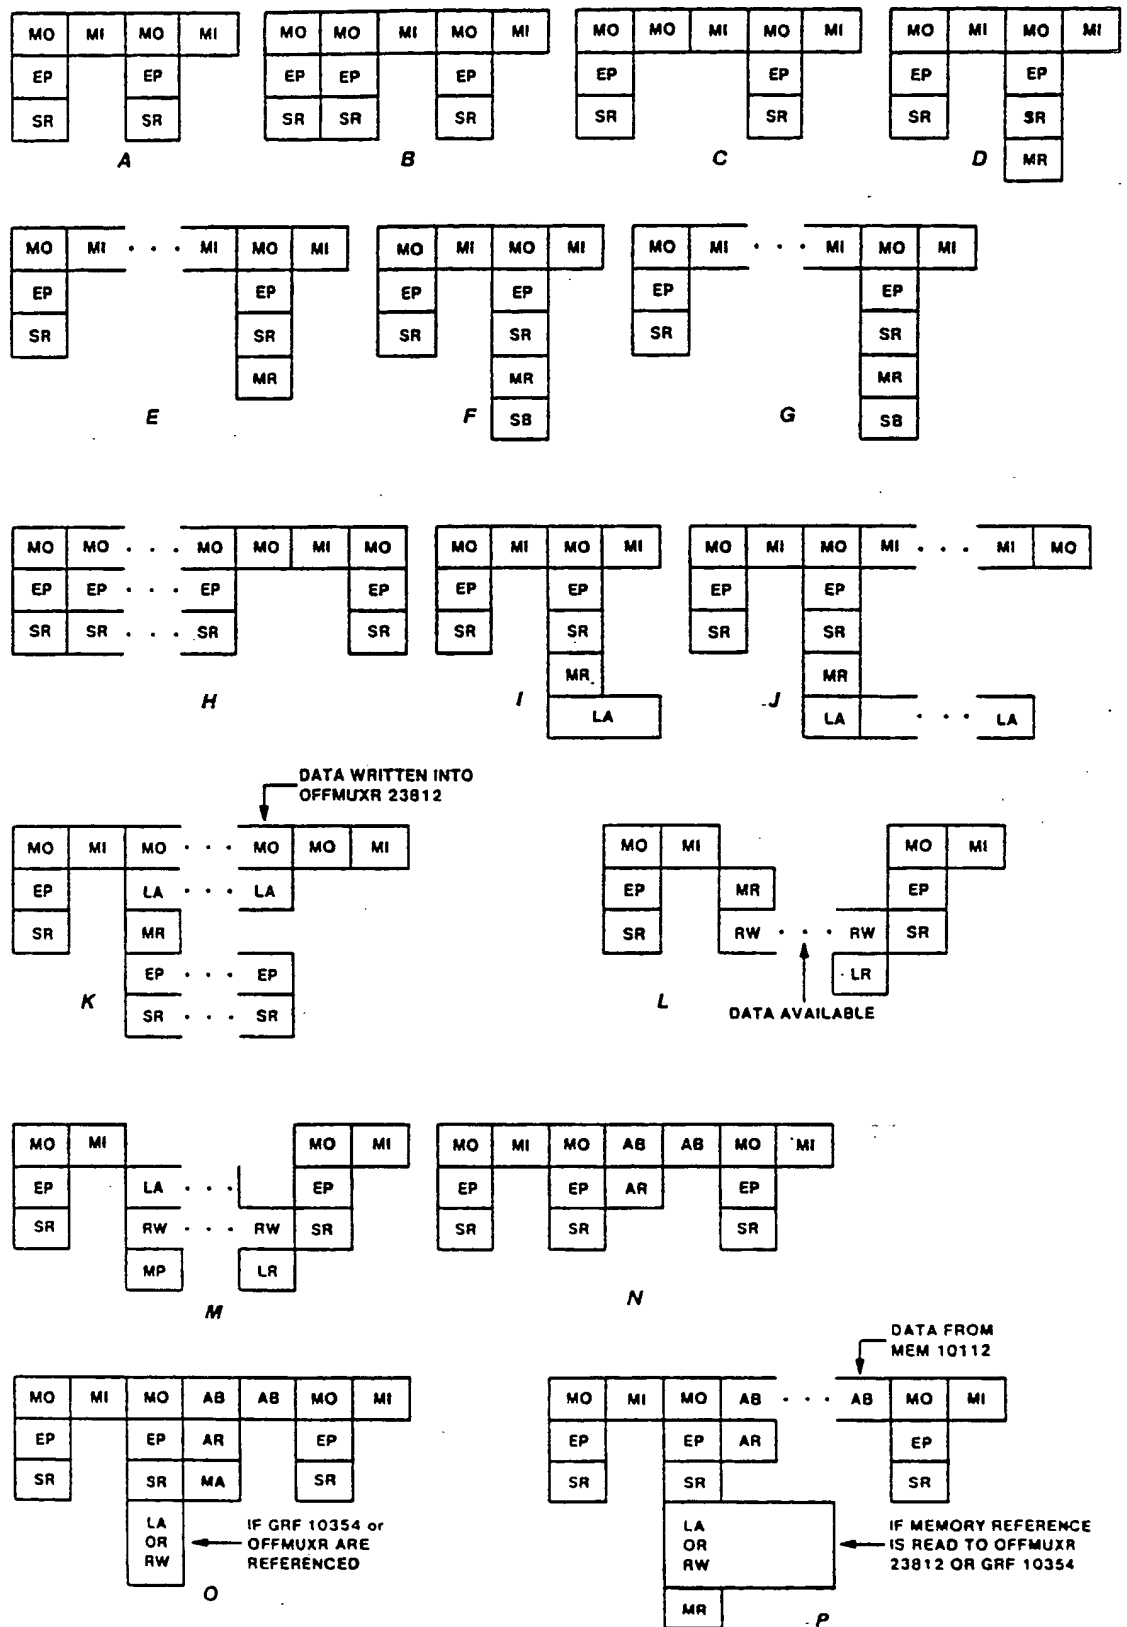 MO MI MO MI
EP EP
SR SR
A
MO MO MI MO MI
EP EP EP
SR SR SR
B
MO MO MI MO MI
EP EP
SR SR
C
MO MI MO MI
EP EP
SR SR
MR
D
MO MI . . . MI MO MI
EP EP
SR SR
MR
E
MO MI MO MI
EP EP
SR SR
MR
SB
F
MO MI . . . MI MO MI
EP EP
SR SR
MR
SB
G
MO MO . . . MO MO MI MO
EP EP . . . EP EP
SR SR . . . SR SR
H
MO MI MO MI
EP EP
SR SR
MR
LA
I
MO MI MO MI . . . MI MO
EP EP
SR SR
MR
LA . . . LA
J
DATA WRITTEN INTO
OFFMUXR 23812
MO MI MO . . . MO MO MI
EP LA . . . LA
SR MR
EP . . . EP
SR . . . SR
K
MO MI MO MI
EP MR EP
SR RW . . . RW SR
LR
L
DATA AVAILABLE
MO MI MO MI
EP LA . . . EP
SR RW . . . RW SR
MP LR
M
MO MI MO AB AB MO MI
EP EP AR EP
SR SR SR
N
MO MI MO AB AB MO MI
EP EP AR EP
SR SR MA SR
LA
OR
RW
IF GRF 10354 or
OFFMUXR ARE
REFERENCED
O
DATA FROM
MEM 10112
MO MI MO AB . . . AB MO MI
EP EP AR EP
SR SR SR
LA
OR
RW
IF MEMORY REFERENCE
IS READ TO OFFMUXR
23812 OR GRF 10354
MR
P